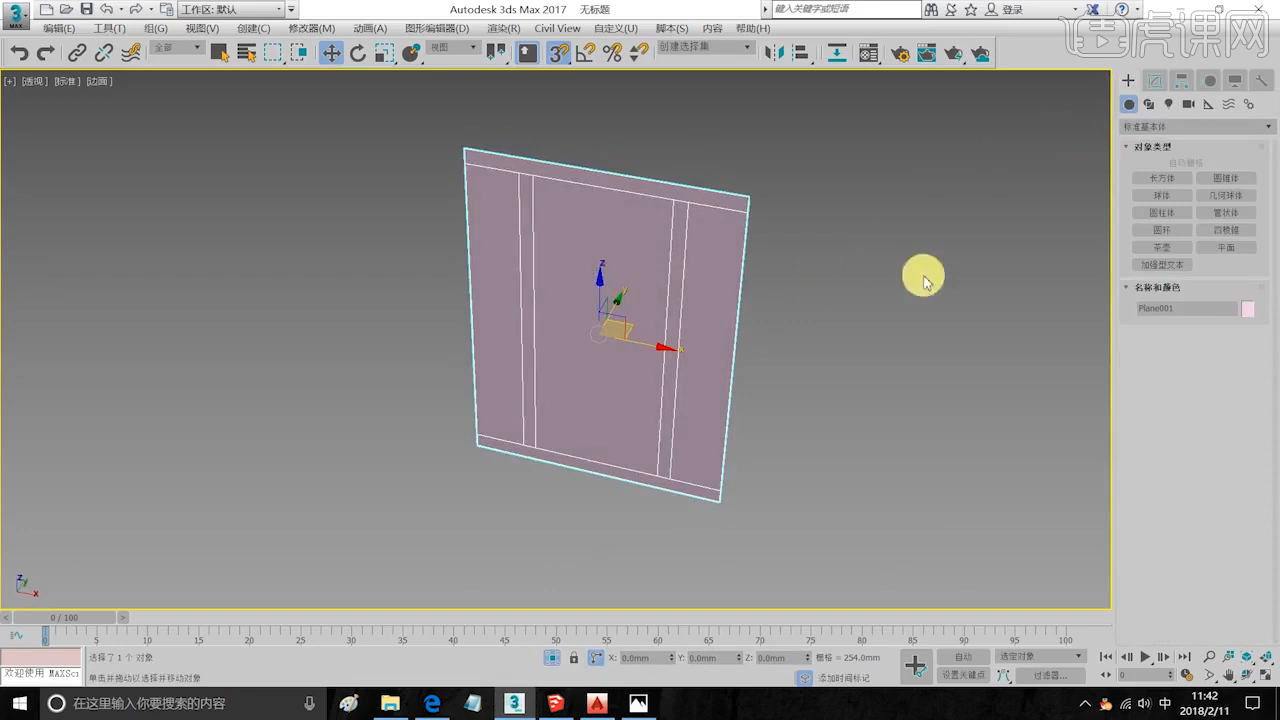 Autodesk 3ds Max 2017 无标题
工作区: 默认
键入关键字或短语
登录
虎课网
编辑(E) 工具(T) 组(G) 视图(V) 创建(C) 修改器(M) 动画(A) 图形编辑器(D) 渲染(R) Civil View 自定义(U) 脚本(S) 内容 帮助(H)
全部 视图 创建选择集
[+] [透视] [标准] [边面]
标准基本体
对象类型
自动栅格
长方体 圆锥体
球体 几何球体
圆柱体 管状体
圆环 四棱锥
茶壶 平面
加强型文本
名称和颜色
Plane001
z
x
z
y
x
0 / 100
0 5 10 15 20 25 30 35 40 45 50 55 60 65 70 75 80 85 90 95 100
选择了 1 个 对象
X: 0.0mm Y: 0.0mm Z: 0.0mm 栅格 = 254.0mm
自动 选定对象
欢迎使用 MAXSc
单击并拖动以选择并移动对象
添加时间标记
设置关键点 过滤器...
0
在这里输入你要搜索的内容
中
11:42
2018/2/11